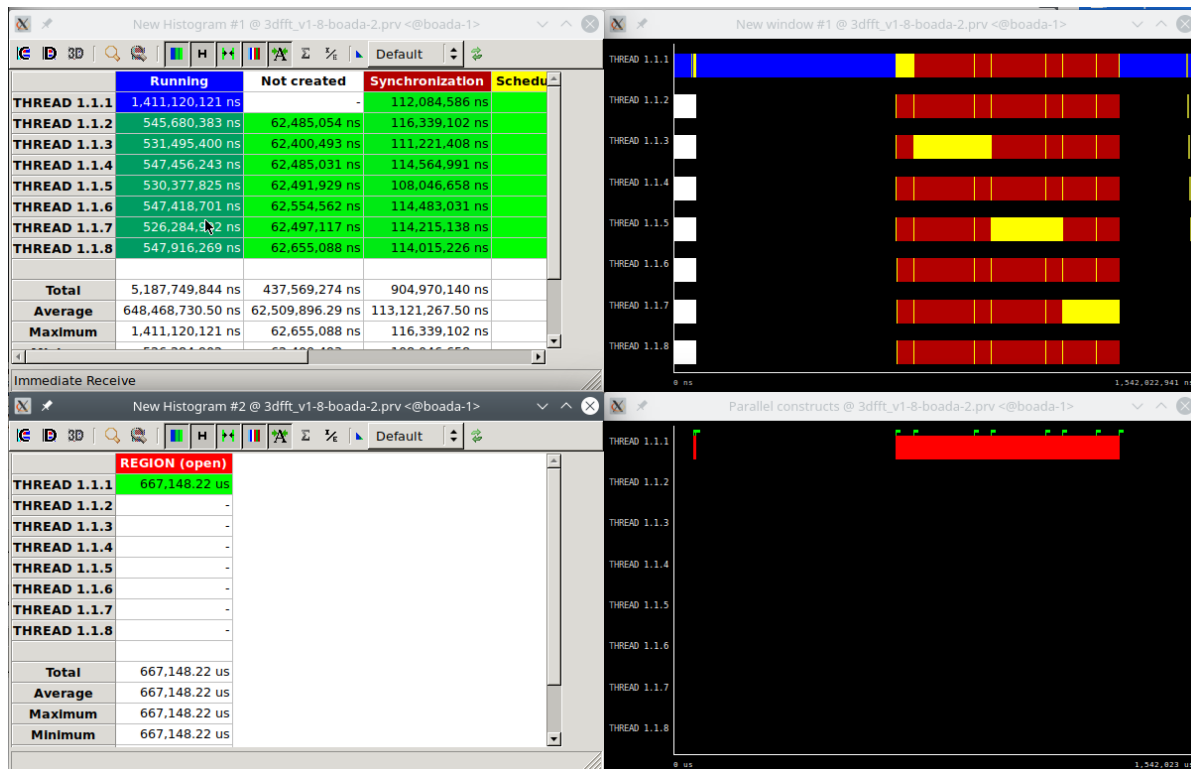 New Histogram #1 @ 3dfft_v1-8-boada-2.prv <@boada-1>
3D H A Σ Default
Running Not created Synchronization Schedu
THREAD 1.1.1 1,411,120,121 ns - 112,084,586 ns
THREAD 1.1.2 545,680,383 ns 62,485,054 ns 116,339,102 ns
THREAD 1.1.3 531,495,400 ns 62,400,493 ns 111,221,408 ns
THREAD 1.1.4 547,456,243 ns 62,485,031 ns 114,564,991 ns
THREAD 1.1.5 530,377,825 ns 62,491,929 ns 108,046,658 ns
THREAD 1.1.6 547,418,701 ns 62,554,562 ns 114,483,031 ns
THREAD 1.1.7 62,497,117 ns 114,215,138 ns
THREAD 1.1.8 547,916,269 ns 62,655,088 ns 114,015,226 ns
Total 5,187,749,844 ns 437,569,274 ns 904,970,140 ns
Average 648,468,730.50 ns 62,509,896.29 ns 113,121,267.50 ns
Maximum 1,411,120,121 ns 62,655,088 ns 116,339,102 ns
Immediate Receive
New window #1 @ 3dfft_v1-8-boada-2.prv <@boada-1>
THREAD 1.1.1
THREAD 1.1.2
THREAD 1.1.3
THREAD 1.1.4
THREAD 1.1.5
THREAD 1.1.6
THREAD 1.1.7
THREAD 1.1.8
0 ns 1,542,022,941 ns
New Histogram #2 @ 3dfft_v1-8-boada-2.prv <@boada-1>
3D H A Σ Default
REGION (open)
THREAD 1.1.1 667,148.22 us
THREAD 1.1.2 -
THREAD 1.1.3 -
THREAD 1.1.4 -
THREAD 1.1.5 -
THREAD 1.1.6 -
THREAD 1.1.7 -
THREAD 1.1.8 -
Total 667,148.22 us
Average 667,148.22 us
Maximum 667,148.22 us
Minimum 667,148.22 us
Parallel constructs @ 3dfft_v1-8-boada-2.prv <@boada-1>
THREAD 1.1.1
THREAD 1.1.2
THREAD 1.1.3
THREAD 1.1.4
THREAD 1.1.5
THREAD 1.1.6
THREAD 1.1.7
THREAD 1.1.8
0 us 1,542,023 us